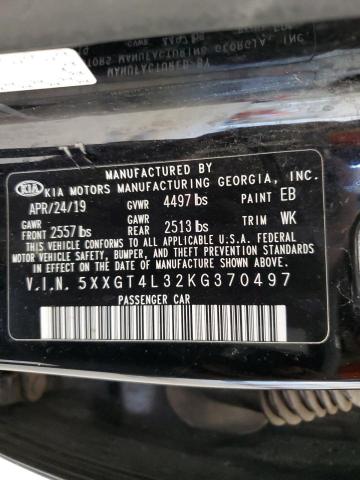 MANUFACTURED BY
KIA KIA MOTORS MANUFACTURING GEORGIA, INC.
APR/24/19 GVWR 4497 lbs PAINT EB
GAWR FRONT 2557 lbs GAWR REAR 2513 lbs TRIM WK
THIS VEHICLE CONFORMS TO ALL APPLICABLE U.S.A. FEDERAL
MOTOR VEHICLE SAFETY, BUMPER, AND THEFT PREVENTION STANDARDS
IN EFFECT ON THE DATE OF MANUFACTURE SHOWN ABOVE.
V.I.N. 5XXGT4L32KG370497
PASSENGER CAR